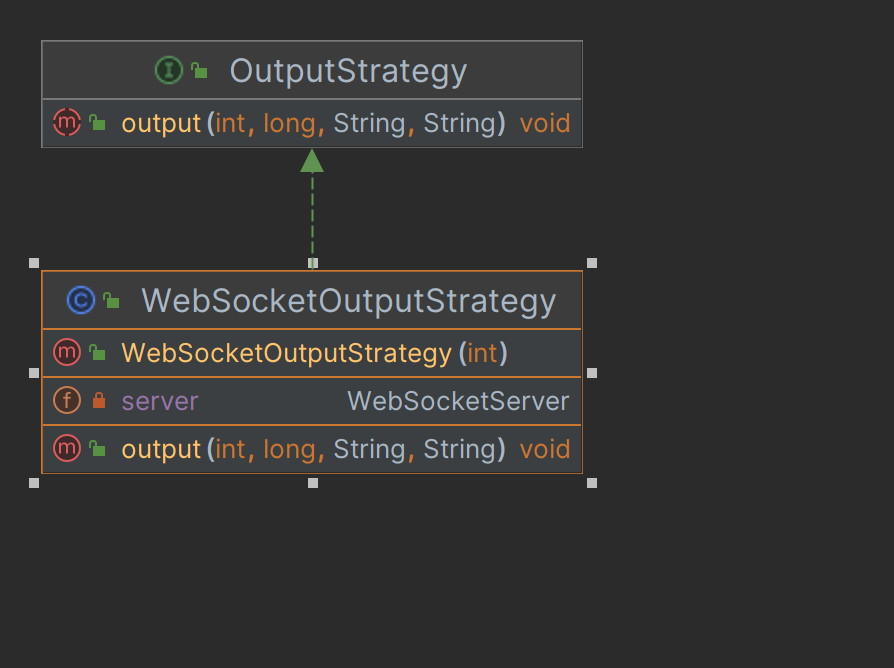 I OutputStrategy
m output(int, long, String, String) void
C WebSocketOutputStrategy
m WebSocketOutputStrategy(int)
f server WebSocketServer
m output(int, long, String, String) void